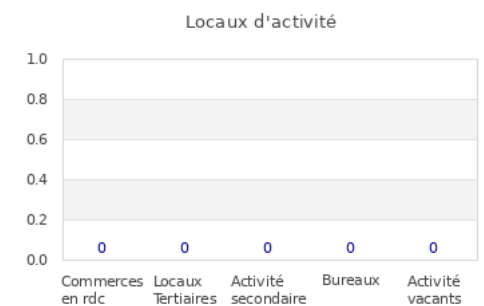 Locaux d'activité
1.0
0.8
0.6
0.4
0.2
0.0
0 0 0 0 0
Commerces en rdc
Locaux Tertiaires
Activité secondaire
Bureaux
Activité vacants